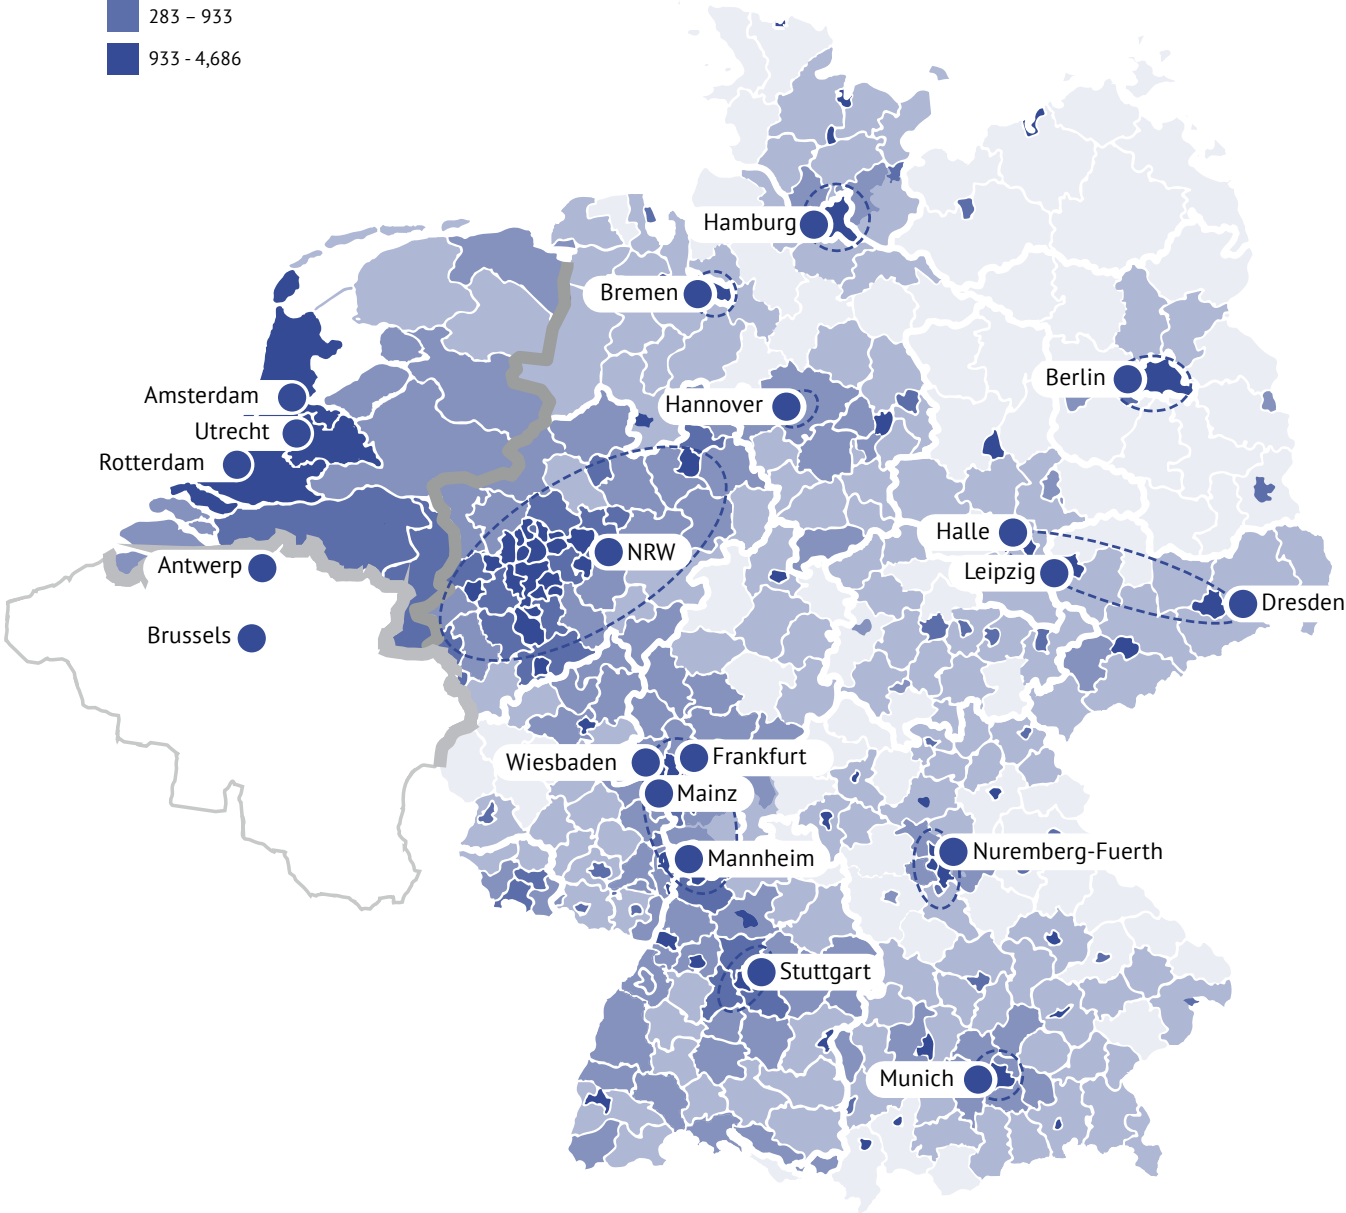 283 – 933
933 - 4,686
Hamburg
Bremen
Berlin
Amsterdam
Hannover
Utrecht
Rotterdam
Halle
NRW
Antwerp
Leipzig
Dresden
Brussels
Wiesbaden
Frankfurt
Mainz
Mannheim
Nuremberg-Fuerth
Stuttgart
Munich